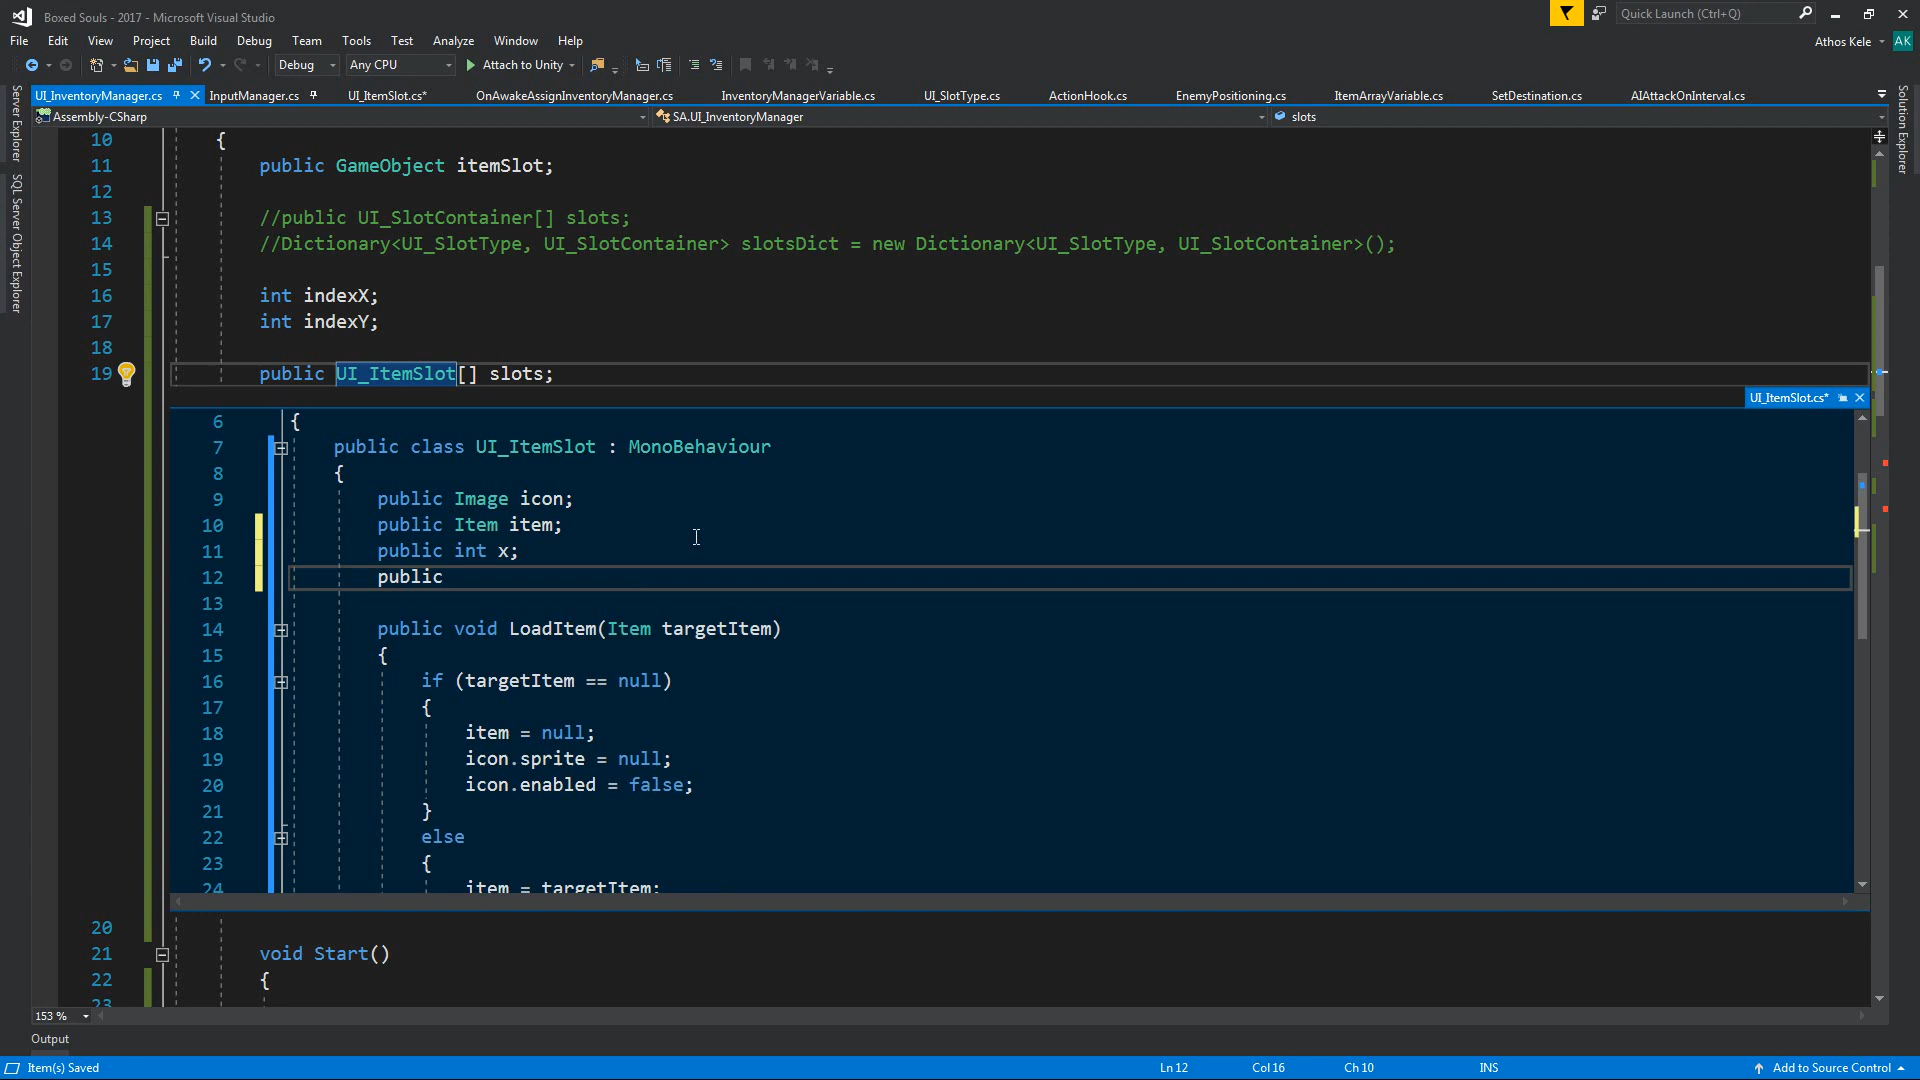 Boxed Souls - 2017 - Microsoft Visual Studio
Quick Launch (Ctrl+Q)
File Edit View Project Build Debug Team Tools Test Analyze Window Help
Athos Kele AK
Debug Any CPU Attach to Unity
UI_InventoryManager.cs InputManager.cs UI_ItemSlot.cs* OnAwakeAssignInventoryManager.cs InventoryManagerVariable.cs UI_SlotType.cs ActionHook.cs EnemyPositioning.cs ItemArrayVariable.cs SetDestination.cs AIAttackOnInterval.cs
Assembly-CSharp SA.UI_InventoryManager slots
Server Explorer
SQL Server Object Explorer
Solution Explorer
10 {
11 public GameObject itemSlot;
12
13 //public UI_SlotContainer[] slots;
14 //Dictionary<UI_SlotType, UI_SlotContainer> slotsDict = new Dictionary<UI_SlotType, UI_SlotContainer>();
15
16 int indexX;
17 int indexY;
18
19 public UI_ItemSlot[] slots;
UI_ItemSlot.cs*
6 {
7 public class UI_ItemSlot : MonoBehaviour
8 {
9 public Image icon;
10 public Item item;
11 public int x;
12 public
13
14 public void LoadItem(Item targetItem)
15 {
16 if (targetItem == null)
17 {
18 item = null;
19 icon.sprite = null;
20 icon.enabled = false;
21 }
22 else
23 {
24 item = targetItem;
20
21 void Start()
22 {
23
153 %
Output
Item(s) Saved Ln 12 Col 16 Ch 10 INS Add to Source Control